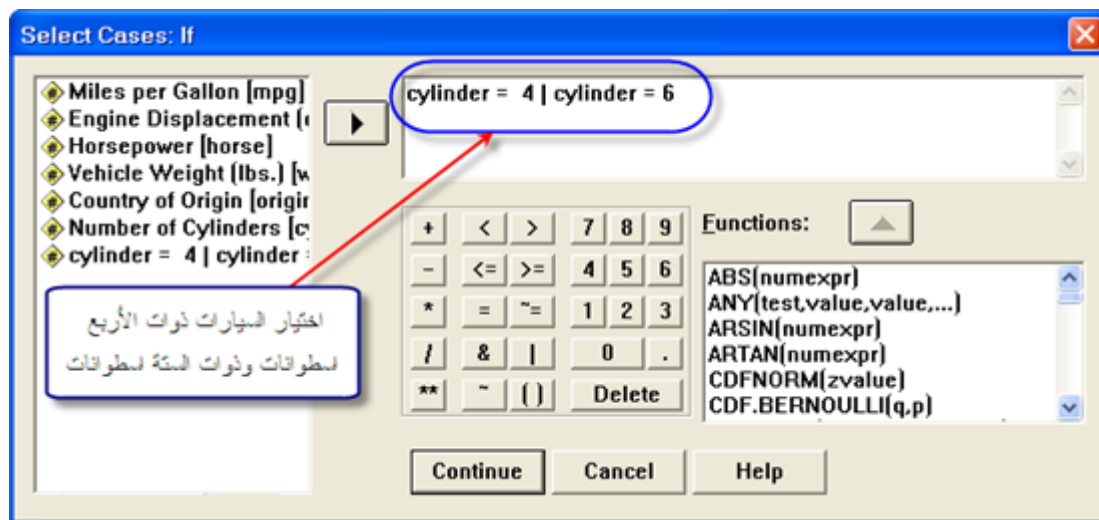 Select Cases: If
Miles per Gallon [mpg]
Engine Displacement (
Horsepower [horse]
Vehicle Weight (lbs.) [w
Country of Origin [origin
Number of Cylinders [c
cylinder = 4 | cylinder =
cylinder = 4 | cylinder = 6
اختيار السيارات ذوات الأربع
اسطوانات وذوات الستة اسطوانات
+ < > 7 8 9
- <= >= 4 5 6
* = ~= 1 2 3
/ & | 0 .
** ~ () Delete
Functions:
ABS(numexpr)
ANY(test,value,value,...)
ARSIN(numexpr)
ARTAN(numexpr)
CDFNORM(zvalue)
CDF.BERNOULLI(q,p)
Continue Cancel Help